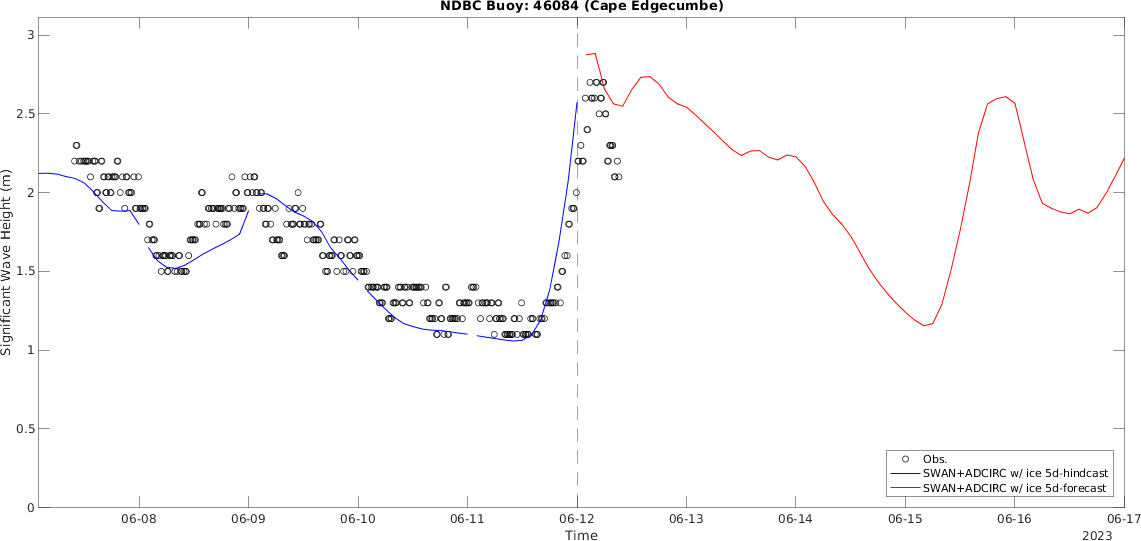 NDBC Buoy: 46084 (Cape Edgecumbe)
3
2.5
2
1.5
1
0.5
0
Significant Wave Height (m)
Obs.
SWAN+ADCIRC w/ ice 5d-hindcast
SWAN+ADCIRC w/ ice 5d-forecast
06-08 06-09 06-10 06-11 06-12 06-13 06-14 06-15 06-16 06-17
Time
2023